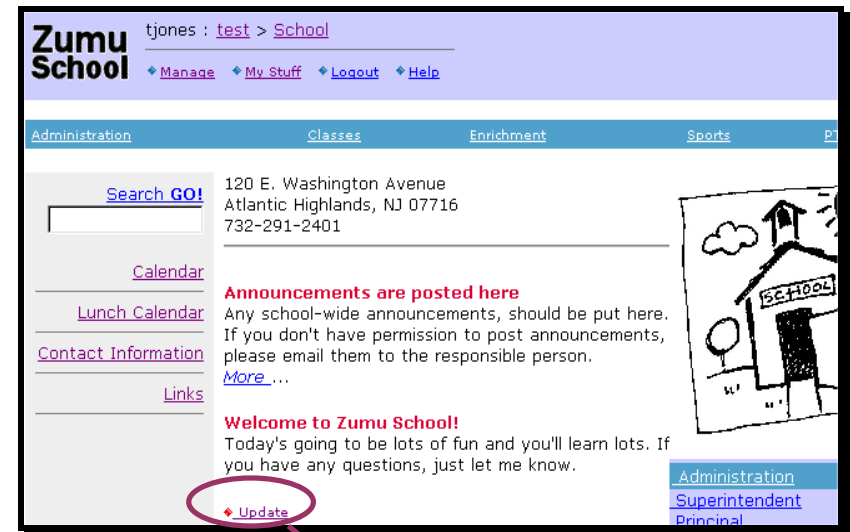 Zumu
School
tjones : test > School
Manage My Stuff Logout Help
Administration Classes Enrichment Sports
Search GO!
Calendar
Lunch Calendar
Contact Information
Links
120 E. Washington Avenue
Atlantic Highlands, NJ 07716
732-291-2401
Announcements are posted here
Any school-wide announcements, should be put here.
If you don't have permission to post announcements,
please email them to the responsible person.
More ...
Welcome to Zumu School!
Today's going to be lots of fun and you'll learn lots. If
you have any questions, just let me know.
Update
SCHOOL
Administration
Superintendent
Principal